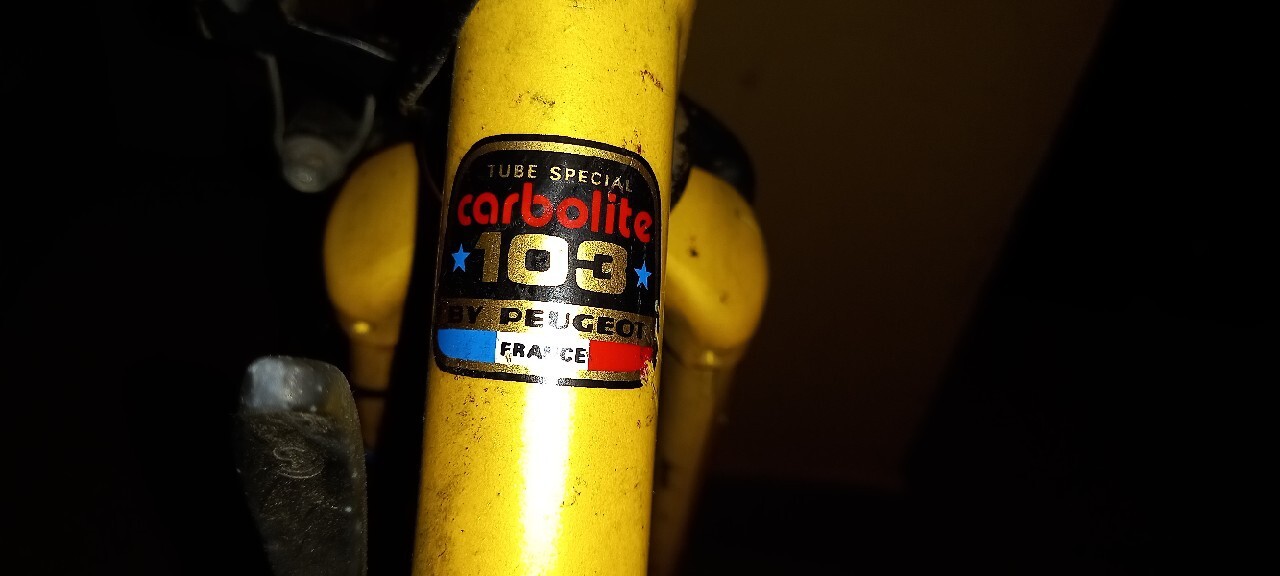 TUBE SPECIAL
carbolite
103
BY PEUGEOT
FRANCE